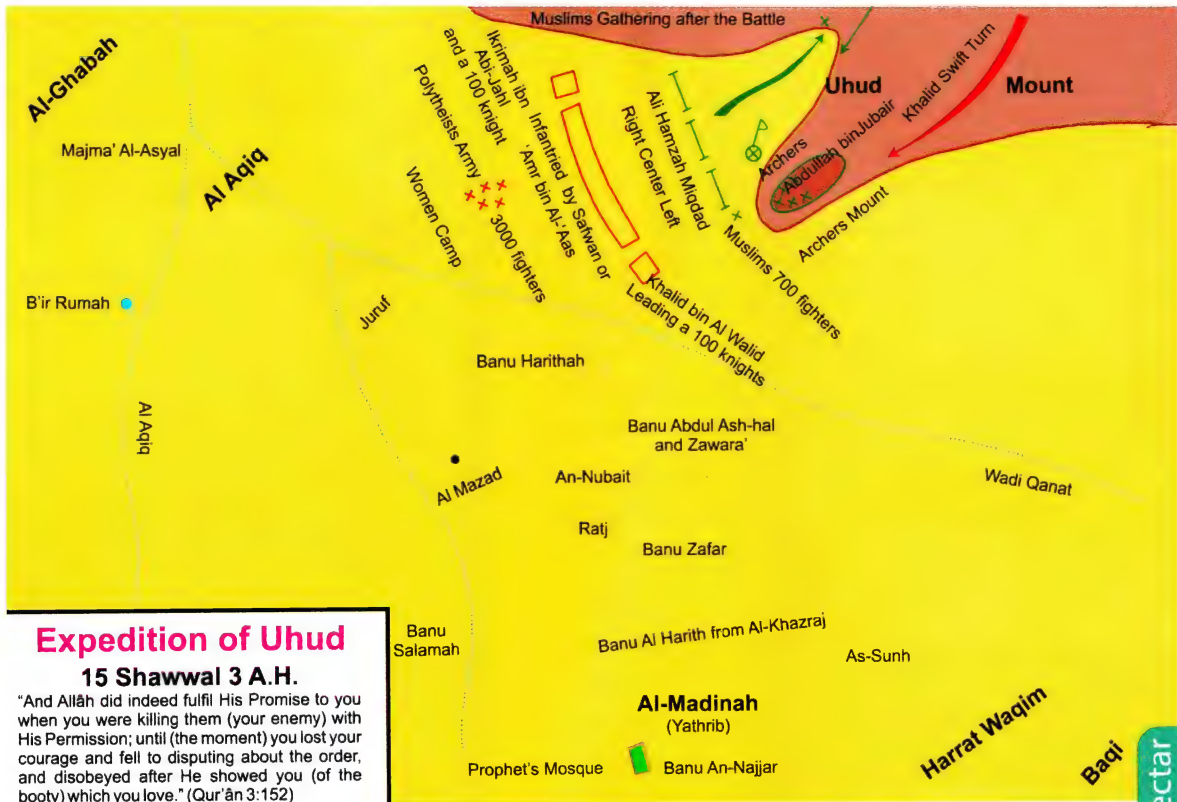 Muslims Gathering after the Battle
Al-Ghabah
Majma' Al-Asyal
Al Aqiq
B'ir Rumah
Al Aqiq
Juruf
Women Camp
Polytheists Army
3000 fighters
Ikrimah ibn
Abi-Jahl
and a 100 knight
Infantried by Safwan or
'Amr bin Al-'Aas
Khalid bin Al Walid
Leading a 100 knights
Ali Hamzah Miqdad
Right Center Left
Muslims 700 fighters
Uhud
Mount
Khalid Swift Turn
Archers
'Abdullah binJubair
Archers Mount
Banu Harithah
Banu Abdul Ash-hal
and Zawara'
Al Mazad
An-Nubait
Wadi Qanat
Ratj
Banu Zafar
Banu
Salamah
Banu Al Harith from Al-Khazraj
As-Sunh
Al-Madinah
(Yathrib)
Prophet's Mosque
Banu An-Najjar
Harrat Waqim
Baqi
ectar
Expedition of Uhud
15 Shawwal 3 A.H.
"And Allâh did indeed fulfil His Promise to you
when you were killing them (your enemy) with
His Permission; until (the moment) you lost your
courage and fell to disputing about the order,
and disobeyed after He showed you (of the
booty) which you love." (Qur'ân 3:152)